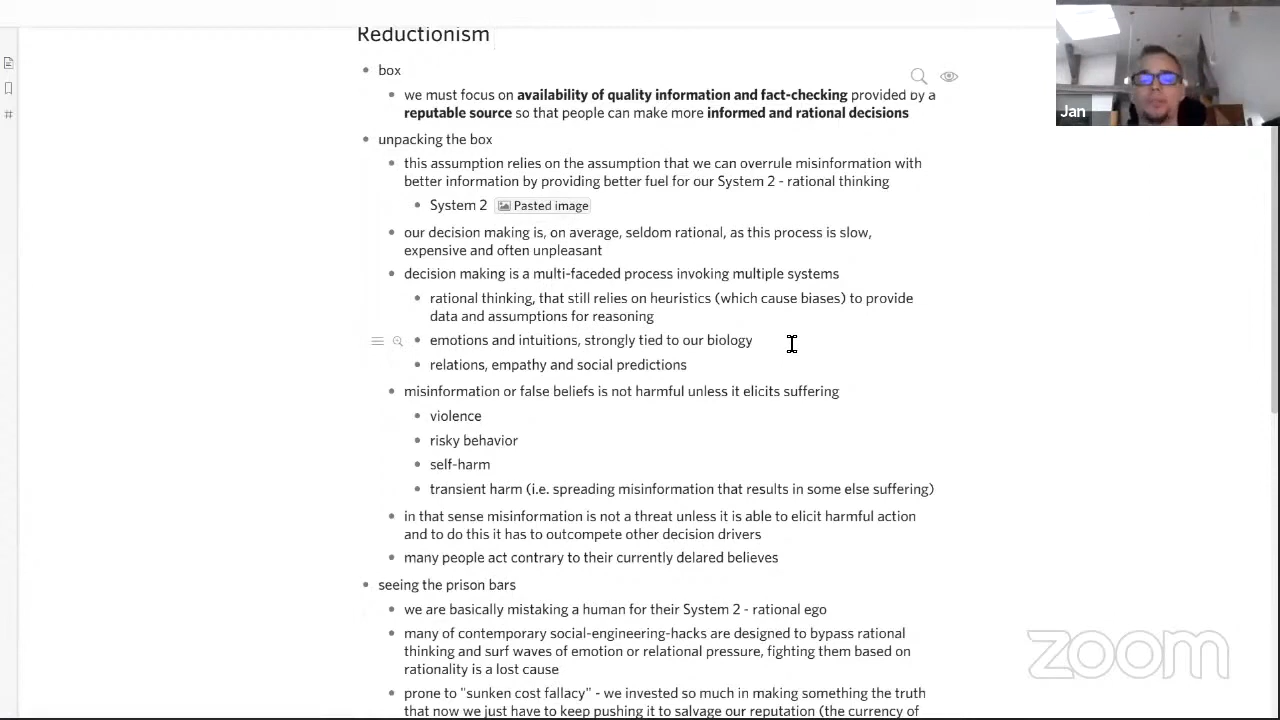 Reductionism
box
we must focus on availability of quality information and fact-checking provided by a
reputable source so that people can make more informed and rational decisions
unpacking the box
this assumption relies on the assumption that we can overrule misinformation with
better information by providing better fuel for our System 2 - rational thinking
System 2 Pasted image
our decision making is, on average, seldom rational, as this process is slow,
expensive and often unpleasant
decision making is a multi-faceded process invoking multiple systems
rational thinking, that still relies on heuristics (which cause biases) to provide
data and assumptions for reasoning
emotions and intuitions, strongly tied to our biology
relations, empathy and social predictions
misinformation or false beliefs is not harmful unless it elicits suffering
violence
risky behavior
self-harm
transient harm (i.e. spreading misinformation that results in some else suffering)
in that sense misinformation is not a threat unless it is able to elicit harmful action
and to do this it has to outcompete other decision drivers
many people act contrary to their currently delared believes
seeing the prison bars
we are basically mistaking a human for their System 2 - rational ego
many of contemporary social-engineering-hacks are designed to bypass rational
thinking and surf waves of emotion or relational pressure, fighting them based on
rationality is a lost cause
prone to "sunken cost fallacy" - we invested so much in making something the truth
that now we just have to keep pushing it to salvage our reputation (the currency of
Jan
zoom